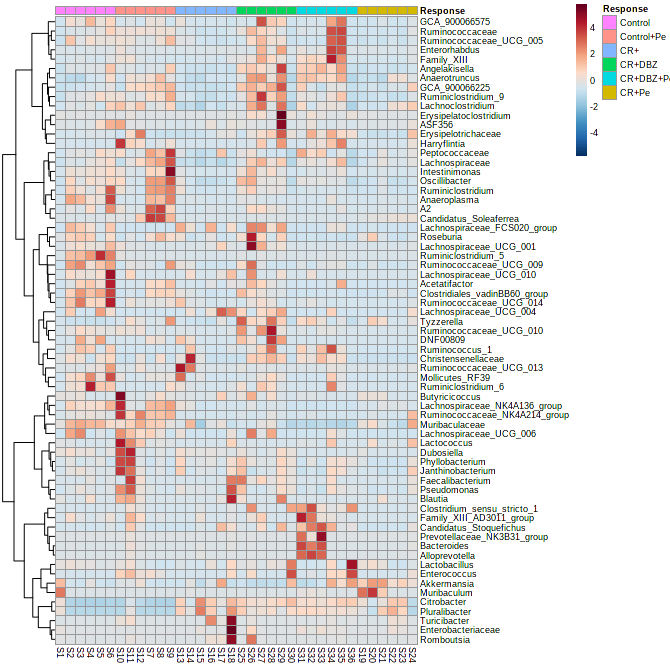 Response
GCA_900066575
Ruminococcaceae
Ruminococcaceae_UCG_005
Enterorhabdus
Family_XIII
Angelakisella
Anaerotruncus
GCA_900066225
Ruminiclostridium_9
Lachnoclostridium
Erysipelatoclostridium
ASF356
Erysipelotrichaceae
Harryflintia
Peptococcaceae
Lachnospiraceae
Intestinimonas
Oscillibacter
Ruminiclostridium
Anaeroplasma
A2
Candidatus_Soleaferrea
Lachnospiraceae_FCS020_group
Roseburia
Lachnospiraceae_UCG_001
Ruminiclostridium_5
Ruminococcaceae_UCG_009
Lachnospiraceae_UCG_010
Acetatifactor
Clostridiales_vadinBB60_group
Ruminococcaceae_UCG_014
Lachnospiraceae_UCG_004
Tyzzerella
Ruminococcaceae_UCG_010
DNF00809
Ruminococcus_1
Christensenellaceae
Ruminococcaceae_UCG_013
Mollicutes_RF39
Ruminiclostridium_6
Butyricicoccus
Lachnospiraceae_NK4A136_group
Ruminococcaceae_NK4A214_group
Muribaculaceae
Lachnospiraceae_UCG_006
Lactococcus
Dubosiella
Phyllobacterium
Janthinobacterium
Faecalibacterium
Pseudomonas
Blautia
Clostridium_sensu_stricto_1
Family_XIII_AD3011_group
Candidatus_Stoquefichus
Prevotellaceae_NK3B31_group
Bacteroides
Alloprevotella
Lactobacillus
Enterococcus
Akkermansia
Muribaculum
Citrobacter
Pluralibacter
Turicibacter
Enterobacteriaceae
Romboutsia
S1 S2 S3 S4 S5 S6 S10 S11 S12 S7 S8 S9 S13 S14 S15 S16 S17 S18 S25 S26 S27 S28 S29 S30 S31 S32 S33 S34 S35 S36 S19 S20 S21 S22 S23 S24
4
2
0
-2
-4
Response
Control
Control+Pe
CR+
CR+DBZ
CR+DBZ+P
CR+Pe